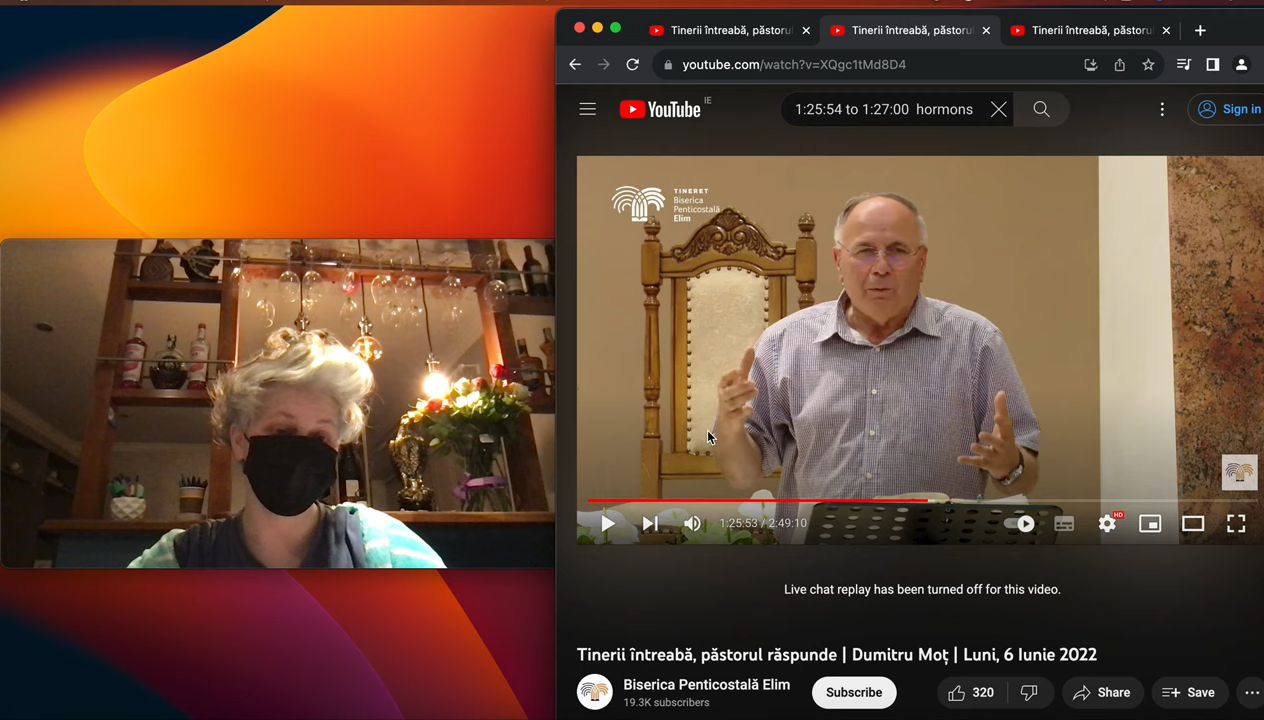 Tinerii întreabă, păstorul
Tinerii întreabă, păstorul
Tinerii întreabă, păstorul
youtube.com/watch?v=XQgc1tMd8D4
YouTube IE
1:25:54 to 1:27:00 hormons
Sign in
TINERET
Biserica
Penticostală
Elim
1:25:53 / 2:49:10
HD
Live chat replay has been turned off for this video.
Tinerii întreabă, păstorul răspunde | Dumitru Moț | Luni, 6 Iunie 2022
Biserica Penticostală Elim
19.3K subscribers
Subscribe
320
Share
Save